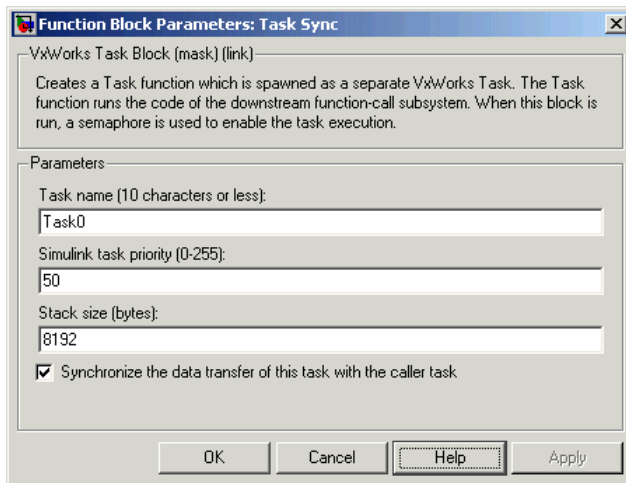 Function Block Parameters: Task Sync
VxWorks Task Block (mask) (link)
Creates a Task function which is spawned as a separate VxWorks Task. The Task
function runs the code of the downstream function-call subsystem. When this block is
run, a semaphore is used to enable the task execution.
Parameters
Task name (10 characters or less):
Task0
Simulink task priority (0-255):
50
Stack size (bytes):
8192
Synchronize the data transfer of this task with the caller task
OK Cancel Help Apply